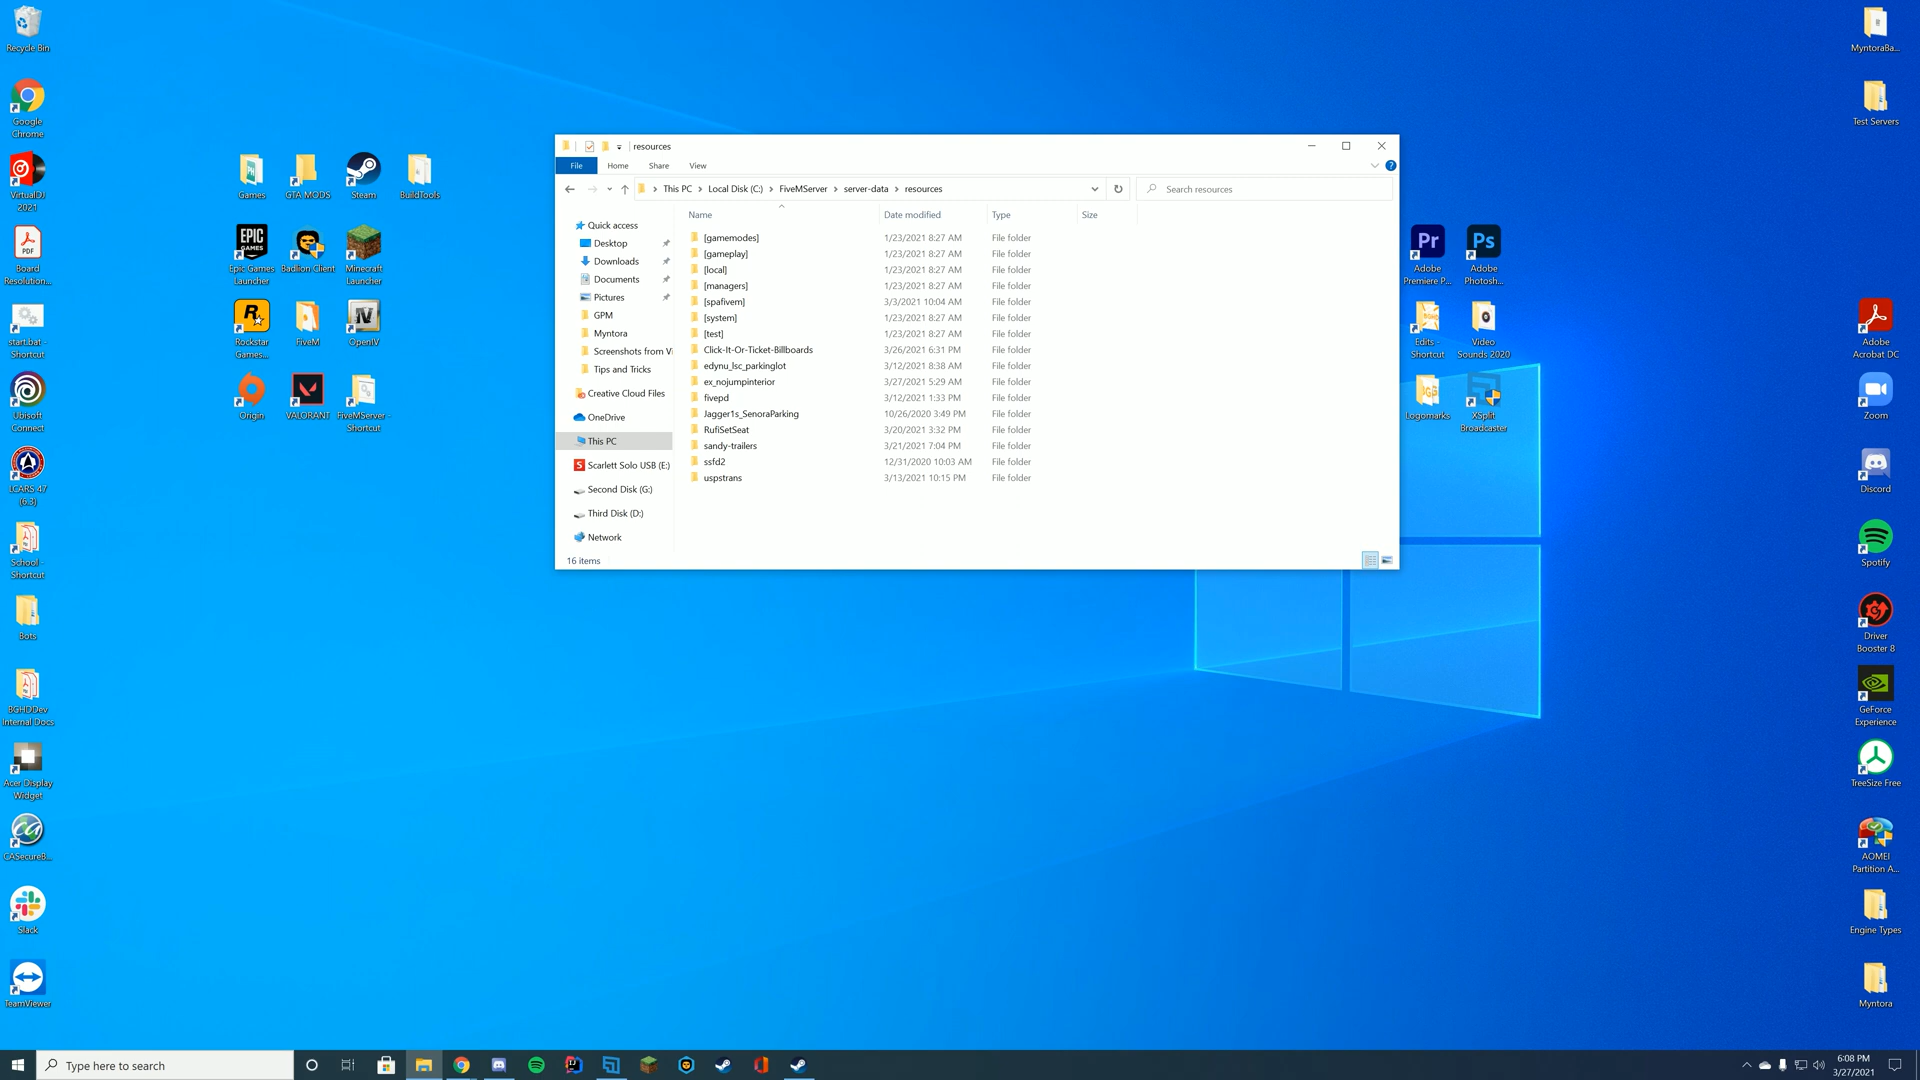 Recycle Bin
Google
Chrome
VirtualDJ
2021
Board
Resolution...
start.bat -
Shortcut
Ubisoft
Connect
LCARS 47
(6.3)
School -
Shortcut
Bots
BGHDDev
Internal Docs
Acer Display
Widget
CASecureB...
Slack
TeamViewer
Games
GTA MODS
Steam
BuildTools
Epic Games
Launcher
Badlion Client
Minecraft
Launcher
Rockstar
Games...
FiveM
OpenIV
Origin
VALORANT
FiveMServer -
Shortcut
resources
File
Home
Share
View
This PC
Local Disk (C:)
FiveMServer
server-data
resources
Search resources
Name
Date modified
Type
Size
Quick access
Desktop
Downloads
Documents
Pictures
GPM
Myntora
Screenshots from Vi
Tips and Tricks
Creative Cloud Files
OneDrive
This PC
Scarlett Solo USB (E:)
Second Disk (G:)
Third Disk (D:)
Network
[gamemodes] 1/23/2021 8:27 AM File folder
[gameplay] 1/23/2021 8:27 AM File folder
[local] 1/23/2021 8:27 AM File folder
[managers] 1/23/2021 8:27 AM File folder
[spafivem] 3/3/2021 10:04 AM File folder
[system] 1/23/2021 8:27 AM File folder
[test] 1/23/2021 8:27 AM File folder
Click-It-Or-Ticket-Billboards 3/26/2021 6:31 PM File folder
edynu_lsc_parkinglot 3/12/2021 8:38 AM File folder
ex_nojumpinterior 3/27/2021 5:29 AM File folder
fivepd 3/12/2021 1:33 PM File folder
Jagger1s_SenoraParking 10/26/2020 3:49 PM File folder
RufiSetSeat 3/20/2021 3:32 PM File folder
sandy-trailers 3/21/2021 7:04 PM File folder
ssfd2 12/31/2020 10:03 AM File folder
uspstrans 3/13/2021 10:15 PM File folder
16 items
Adobe
Premiere P...
Adobe
Photosh...
Edits -
Shortcut
Video
Sounds 2020
Logomarks
XSplit
Broadcaster
MyntoraBa...
Test Servers
Adobe
Acrobat DC
Zoom
Discord
Spotify
Driver
Booster 8
GeForce
Experience
TreeSize Free
AOMEI
Partition A...
Engine Types
Myntora
Type here to search
6:08 PM
3/27/2021